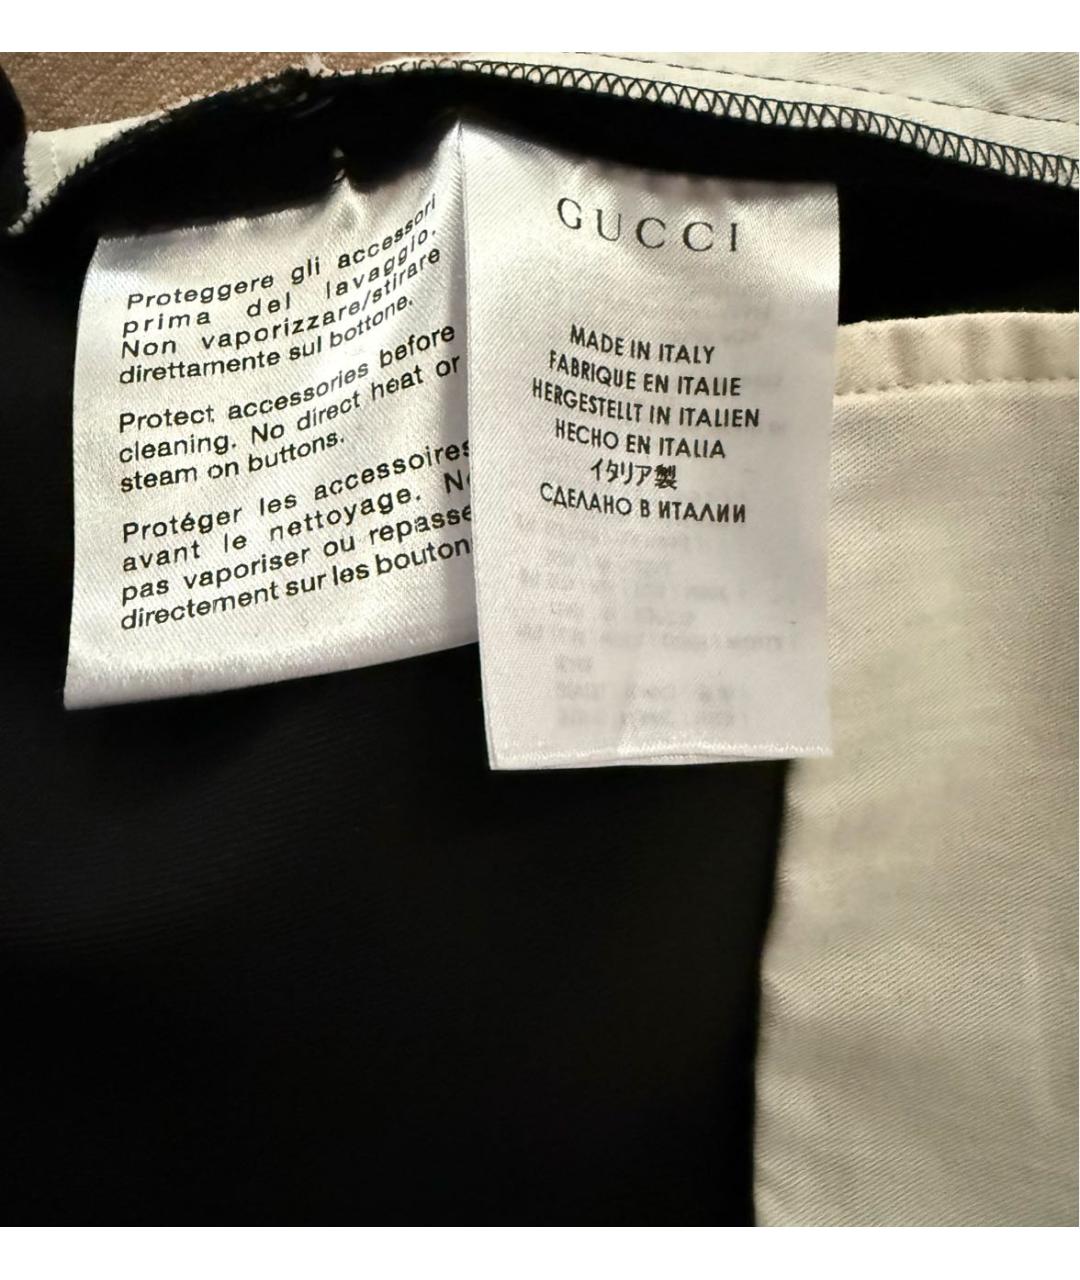 Proteggere gli accessori
prima del lavaggio.
Non vaporizzare/stirare
direttamente sul bottone.
Protect accessories before
cleaning. No direct heat or
steam on buttons.
Protéger les accessoires
avant le nettoyage.
pas vaporiser ou repasse
directement sur les bouton
GUCCI
MADE IN ITALY
FABRIQUE EN ITALIE
HERGESTELLT IN ITALIEN
HECHO EN ITALIA
イタリア製
СДЕЛАНО В ИТАЛИИ